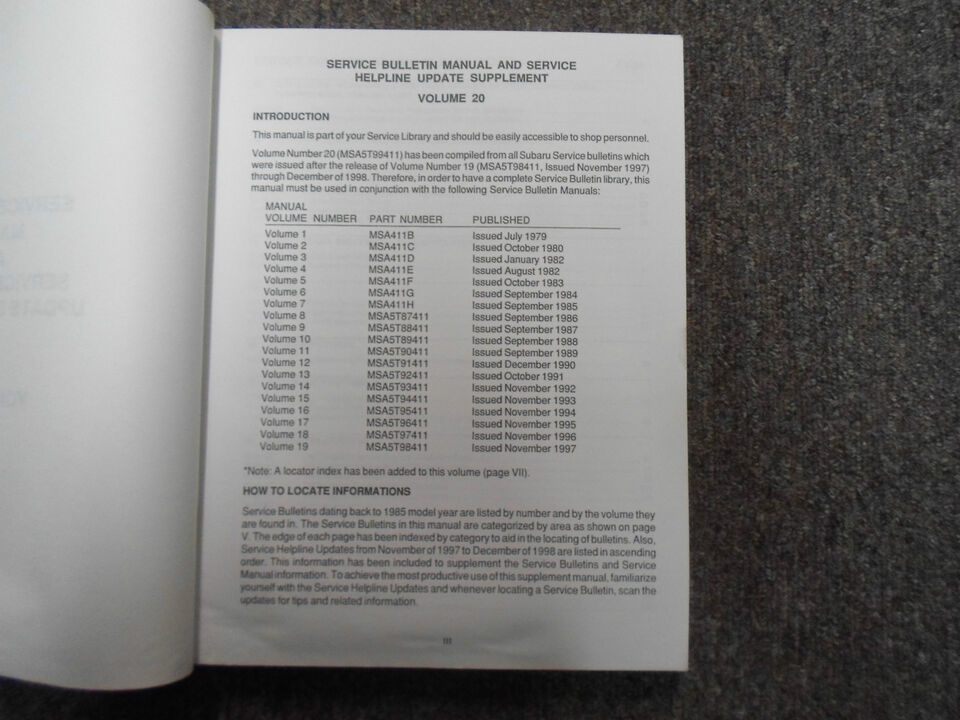 SERVICE BULLETIN MANUAL AND SERVICE
HELPLINE UPDATE SUPPLEMENT
VOLUME 20
INTRODUCTION
This manual is part of your Service Library and should be easily accessible to shop personnel.
Volume Number 20 (MSA5T99411) has been compiled from all Subaru Service bulletins which
were issued after the release of Volume Number 19 (MSA5T98411, Issued November 1997)
through December of 1998. Therefore, in order to have a complete Service Bulletin library, this
manual must be used in conjunction with the following Service Bulletin Manuals:
MANUAL
VOLUME NUMBER PART NUMBER PUBLISHED
Volume 1 MSA411B Issued July 1979
Volume 2 MSA411C Issued October 1980
Volume 3 MSA411D Issued January 1982
Volume 4 MSA411E Issued August 1982
Volume 5 MSA411F Issued October 1983
Volume 6 MSA411G Issued September 1984
Volume 7 MSA411H Issued September 1985
Volume 8 MSA5T87411 Issued September 1986
Volume 9 MSA5T88411 Issued September 1987
Volume 10 MSA5T89411 Issued September 1988
Volume 11 MSA5T90411 Issued September 1989
Volume 12 MSA5T91411 Issued December 1990
Volume 13 MSA5T92411 Issued October 1991
Volume 14 MSA5T93411 Issued November 1992
Volume 15 MSA5T94411 Issued November 1993
Volume 16 MSA5T95411 Issued November 1994
Volume 17 MSA5T96411 Issued November 1995
Volume 18 MSA5T97411 Issued November 1996
Volume 19 MSA5T98411 Issued November 1997
*Note: A locator index has been added to this volume (page VII).
HOW TO LOCATE INFORMATIONS
Service Bulletins dating back to 1985 model year are listed by number and by the volume they
are found in. The Service Bulletins in this manual are categorized by area as shown on page
V. The edge of each page has been indexed by category to aid in the locating of bulletins. Also,
Service Helpline Updates from November of 1997 to December of 1998 are listed in ascending
order. This information has been included to supplement the Service Bulletins and Service
Manual information. To achieve the most productive use of this supplement manual, familiarize
yourself with the Service Helpline Updates and whenever locating a Service Bulletin, scan the
updates for tips and related information.
III